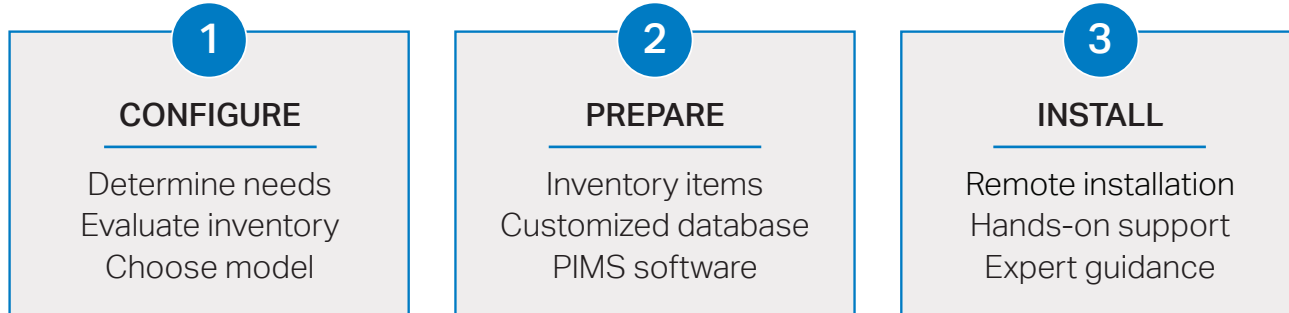 1
CONFIGURE
Determine needs
Evaluate inventory
Choose model
2
PREPARE
Inventory items
Customized database
PIMS software
3
INSTALL
Remote installation
Hands-on support
Expert guidance